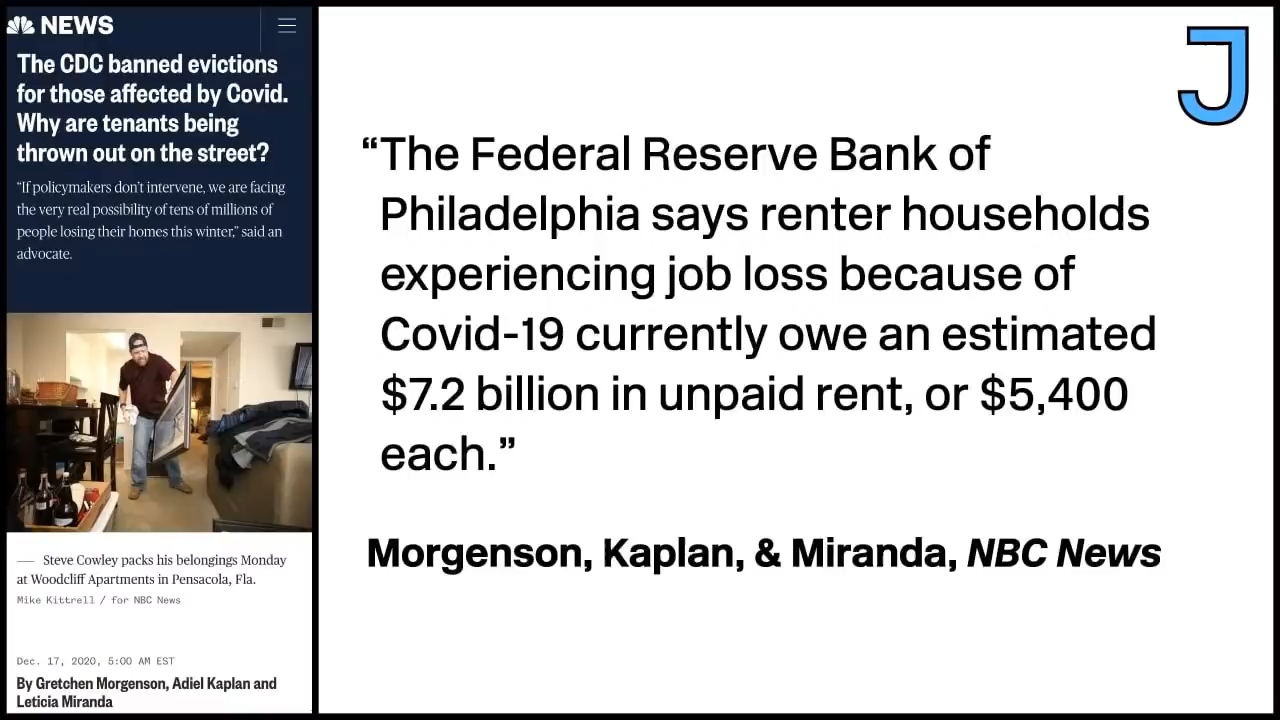 NEWS
The CDC banned evictions
for those affected by Covid.
Why are tenants being
thrown out on the street?
“If policymakers don’t intervene, we are facing
the very real possibility of tens of millions of
people losing their homes this winter,” said an
advocate.
— Steve Cowley packs his belongings Monday
at Woodcliff Apartments in Pensacola, Fla.
Mike Kittrell / for NBC News
Dec. 17, 2020, 5:00 AM EST
By Gretchen Morgenson, Adiel Kaplan and
Leticia Miranda
J
“The Federal Reserve Bank of
Philadelphia says renter households
experiencing job loss because of
Covid-19 currently owe an estimated
$7.2 billion in unpaid rent, or $5,400
each.”
Morgenson, Kaplan, & Miranda, NBC News